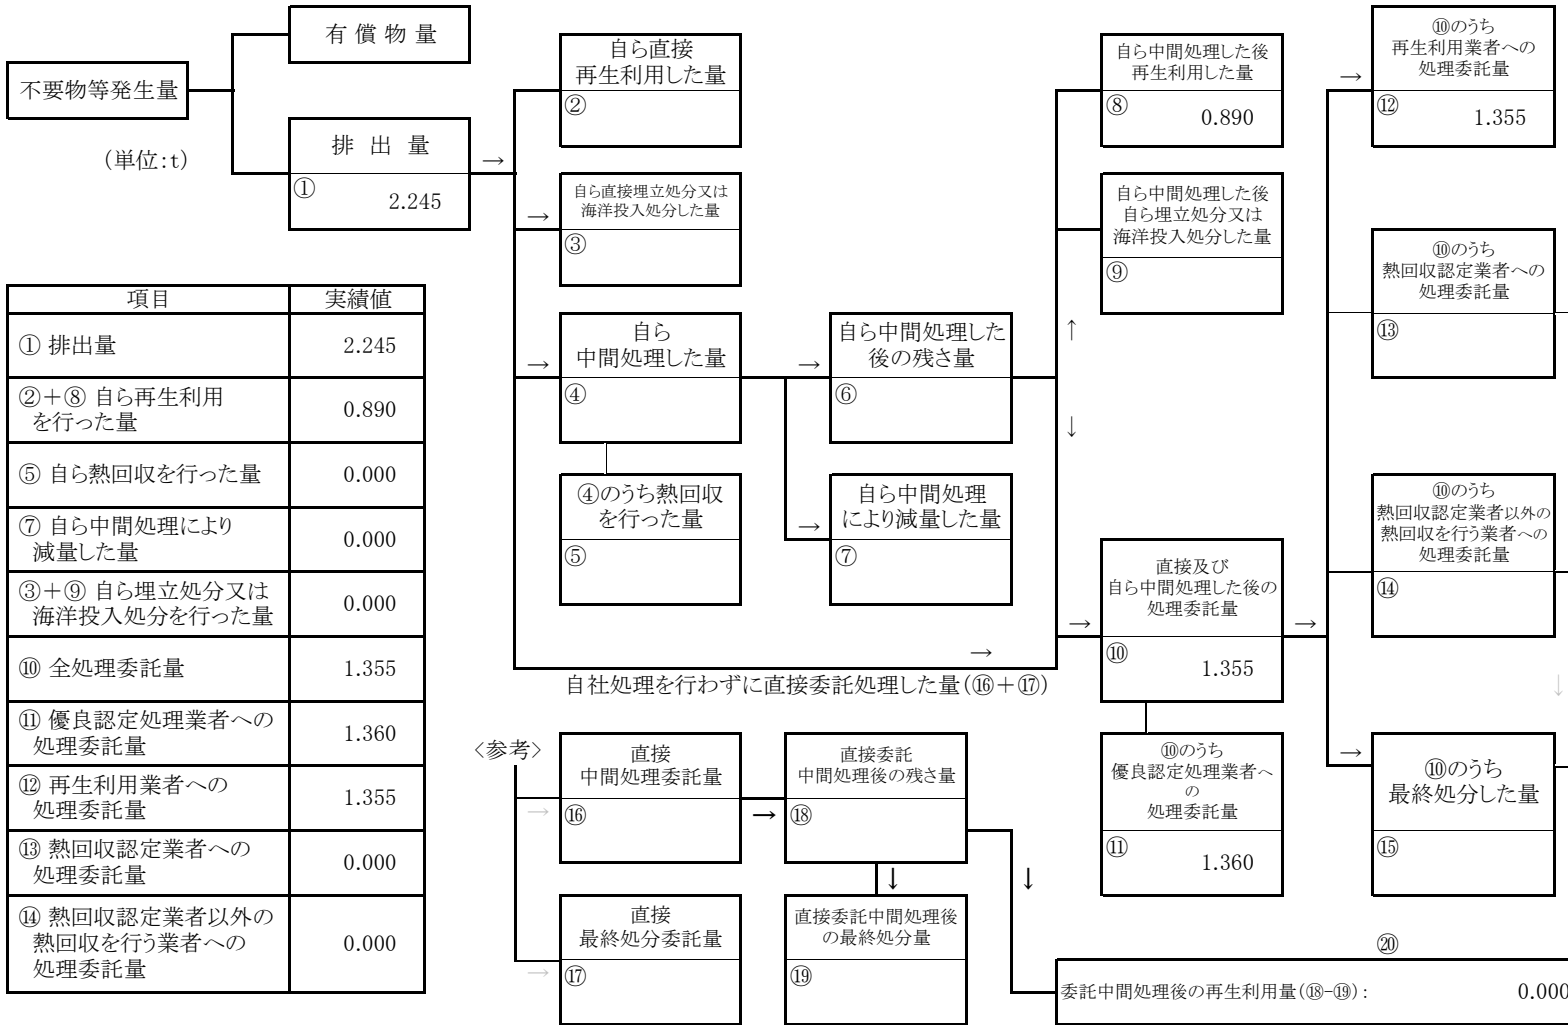 有 償 物 量
不要物等発生量
(単位:t)
排 出 量
①
2.245
→
自ら直接
再生利用した量
②
→
自ら直接埋立処分又は
海洋投入処分した量
③
→
自ら
中間処理した量
④
④のうち熱回収
を行った量
⑤
→
自ら中間処理した
後の残さ量
⑥
→
自ら中間処理
により減量した量
⑦
自ら中間処理した後
再生利用した量
⑧
0.890
自ら中間処理した後
自ら埋立処分又は
海洋投入処分した量
⑨
↑
↓
→
自社処理を行わずに直接委託処理した量(⑯+⑰)
→
直接及び
自ら中間処理した後の
処理委託量
⑩
1.355
→
⑩のうち
優良認定処理業者へ
の
処理委託量
⑪
1.360
→
⑩のうち
再生利用業者への
処理委託量
⑫
1.355
⑩のうち
熱回収認定業者への
処理委託量
⑬
⑩のうち
熱回収認定業者以外の
熱回収を行う業者への
処理委託量
⑭
↓
→
⑩のうち
最終処分した量
⑮
項目 実績値
① 排出量 2.245
②+⑧ 自ら再生利用
を行った量 0.890
⑤ 自ら熱回収を行った量 0.000
⑦ 自ら中間処理により
減量した量 0.000
③+⑨ 自ら埋立処分又は
海洋投入処分を行った量 0.000
⑩ 全処理委託量 1.355
⑪ 優良認定処理業者への
処理委託量 1.360
⑫ 再生利用業者への
処理委託量 1.355
⑬ 熱回収認定業者への
処理委託量 0.000
⑭ 熱回収認定業者以外の
熱回収を行う業者への
処理委託量 0.000
〈参考〉
→
直接
中間処理委託量
⑯
→
直接委託
中間処理後の残さ量
⑱
↓
↓
→
直接
最終処分委託量
⑰
直接委託中間処理後
の最終処分量
⑲
⑳
委託中間処理後の再生利用量(⑱-⑲): 0.000